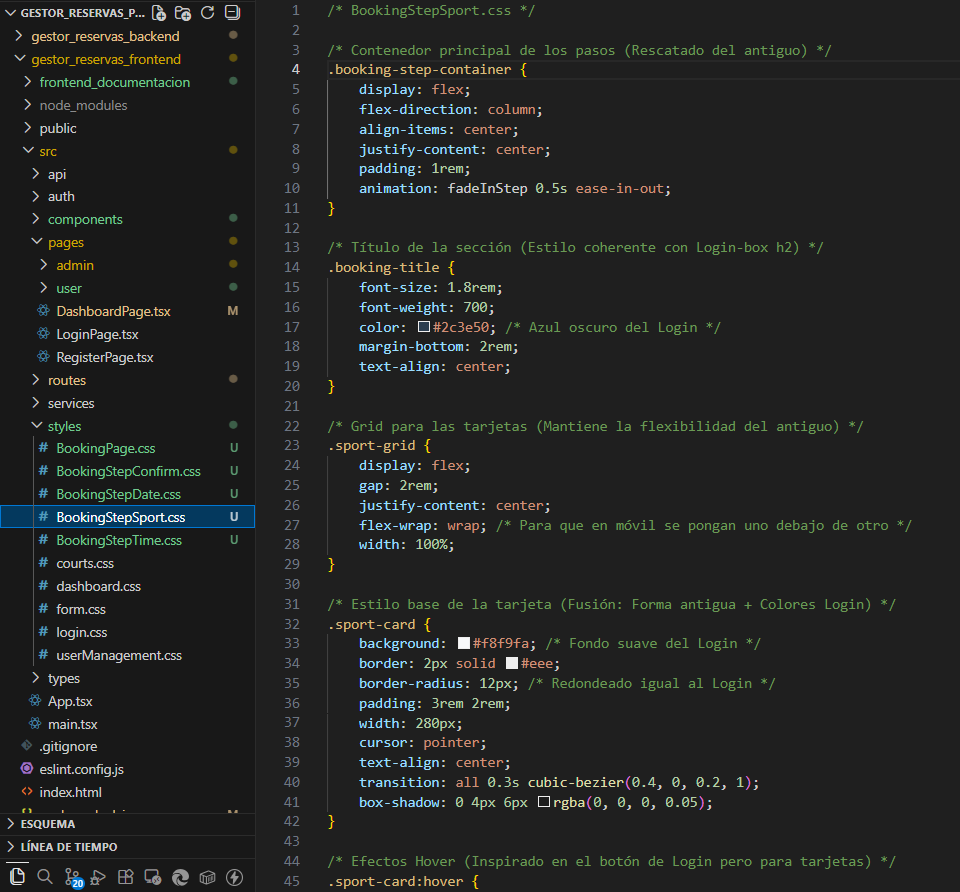 GESTOR_RESERVAS_P...
gestor_reservas_backend
gestor_reservas_frontend
frontend_documentacion
node_modules
public
src
api
auth
components
pages
admin
user
DashboardPage.tsx M
LoginPage.tsx
RegisterPage.tsx
routes
services
styles
# BookingPage.css U
# BookingStepConfirm.css U
# BookingStepDate.css U
# BookingStepSport.css U
# BookingStepTime.css U
# courts.css
# dashboard.css
# form.css
# login.css
# userManagement.css
types
App.tsx
main.tsx
.gitignore
eslint.config.js
index.html
ESQUEMA
LÍNEA DE TIEMPO
20
1 /* BookingStepSport.css */
2
3 /* Contenedor principal de los pasos (Rescatado del antiguo) */
4 .booking-step-container {
5 display: flex;
6 flex-direction: column;
7 align-items: center;
8 justify-content: center;
9 padding: 1rem;
10 animation: fadeInStep 0.5s ease-in-out;
11 }
12
13 /* Título de la sección (Estilo coherente con Login-box h2) */
14 .booking-title {
15 font-size: 1.8rem;
16 font-weight: 700;
17 color: #2c3e50; /* Azul oscuro del Login */
18 margin-bottom: 2rem;
19 text-align: center;
20 }
21
22 /* Grid para las tarjetas (Mantiene la flexibilidad del antiguo) */
23 .sport-grid {
24 display: flex;
25 gap: 2rem;
26 justify-content: center;
27 flex-wrap: wrap; /* Para que en móvil se pongan uno debajo de otro */
28 width: 100%;
29 }
30
31 /* Estilo base de la tarjeta (Fusión: Forma antigua + Colores Login) */
32 .sport-card {
33 background: #f8f9fa; /* Fondo suave del Login */
34 border: 2px solid #eee;
35 border-radius: 12px; /* Redondeado igual al Login */
36 padding: 3rem 2rem;
37 width: 280px;
38 cursor: pointer;
39 text-align: center;
40 transition: all 0.3s cubic-bezier(0.4, 0, 0.2, 1);
41 box-shadow: 0 4px 6px rgba(0, 0, 0, 0.05);
42 }
43
44 /* Efectos Hover (Inspirado en el botón de Login pero para tarjetas) */
45 .sport-card:hover {